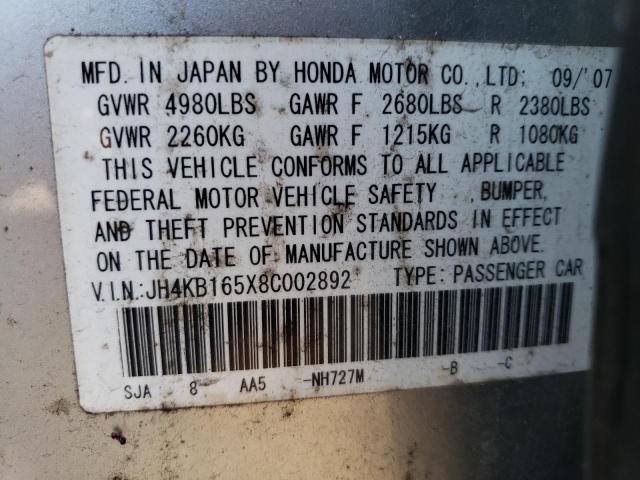 MFD. IN JAPAN BY HONDA MOTOR CO.,LTD; 09/'07
GVWR 4980LBS GAWR F 2680LBS R 2380LBS
GVWR 2260KG GAWR F 1215KG R 1080KG
THIS VEHICLE CONFORMS TO ALL APPLICABLE
FEDERAL MOTOR VEHICLE SAFETY ,BUMPER,
AND THEFT PREVENTION STANDARDS IN EFFECT
ON THE DATE OF MANUFACTURE SHOWN ABOVE.
V.I.N.:JH4KB165X8C002892 TYPE:PASSENGER CAR
SJA 8 AA5 -NH727M -B -C